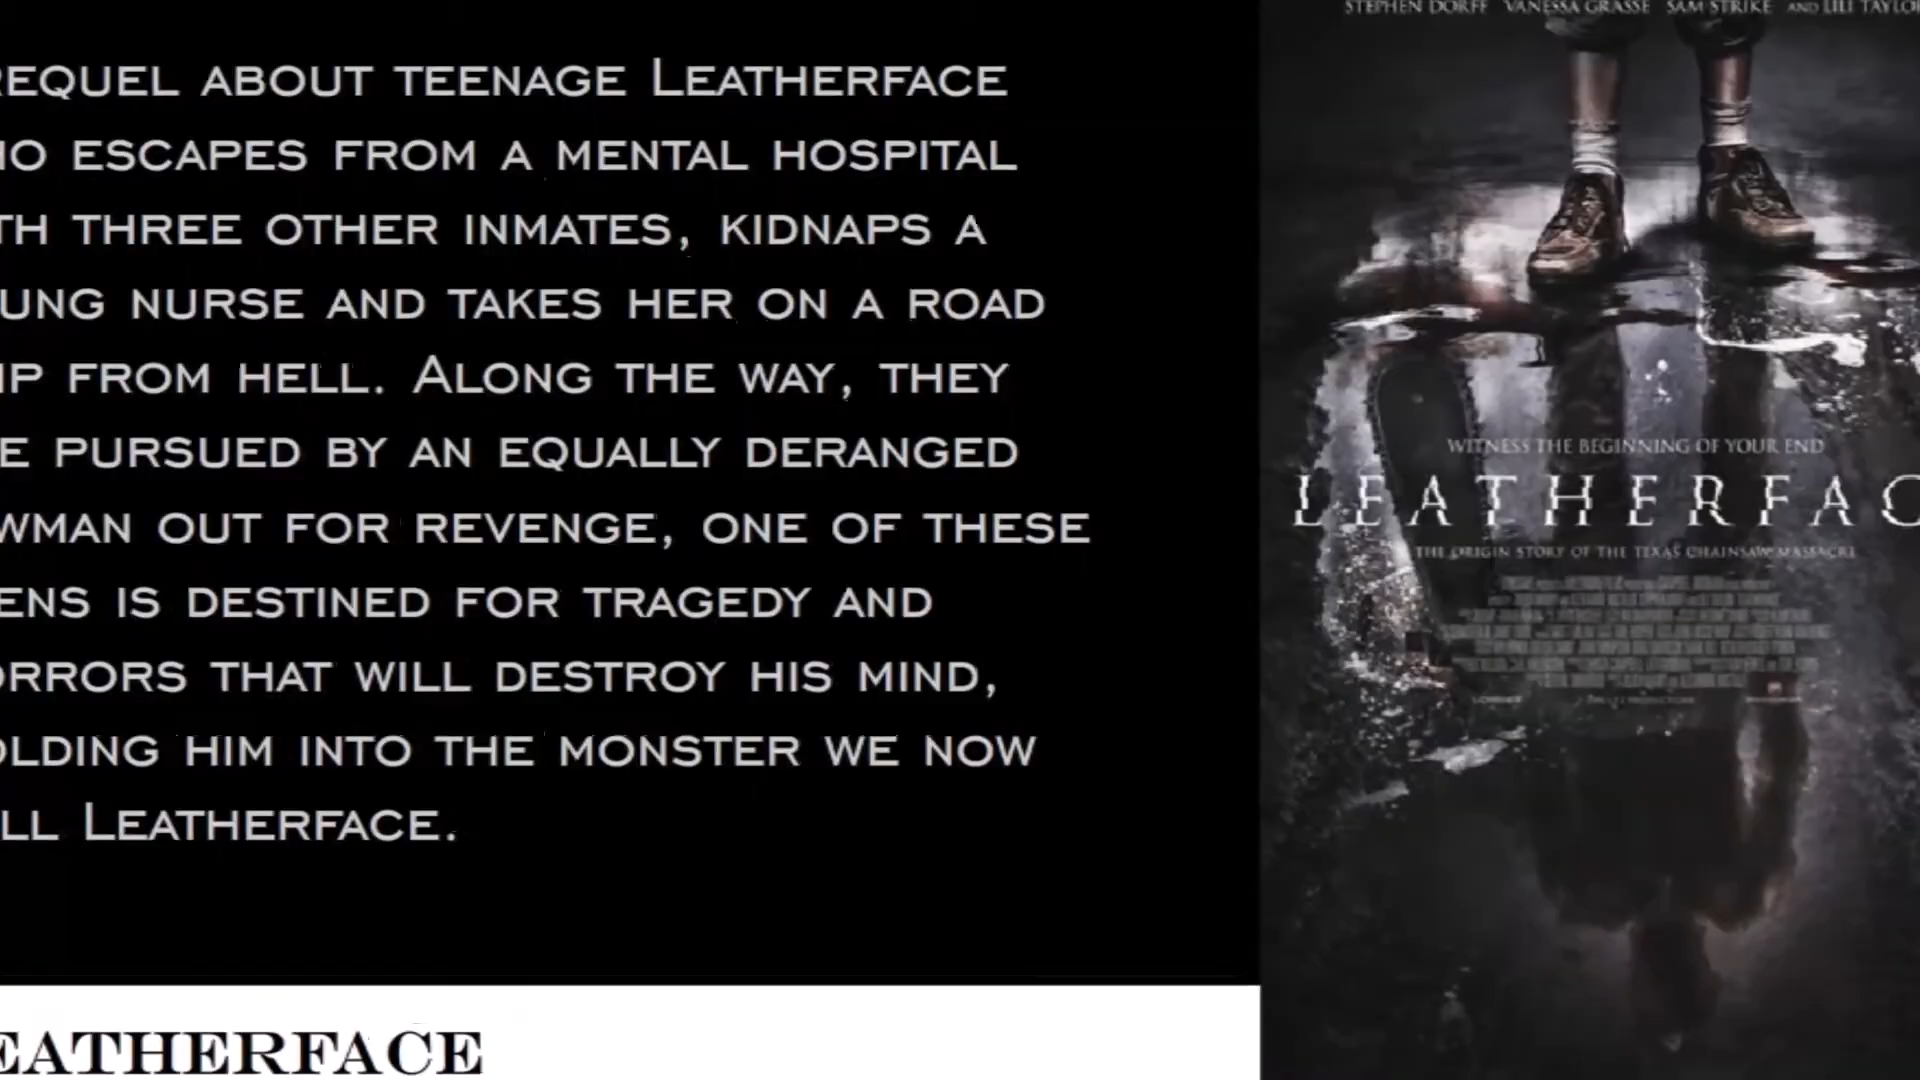 REQUEL ABOUT TEENAGE LEATHERFACE
HO ESCAPES FROM A MENTAL HOSPITAL
TH THREE OTHER INMATES, KIDNAPS A
UNG NURSE AND TAKES HER ON A ROAD
IP FROM HELL. ALONG THE WAY, THEY
E PURSUED BY AN EQUALLY DERANGED
WMAN OUT FOR REVENGE, ONE OF THESE
ENS IS DESTINED FOR TRAGEDY AND
ORRORS THAT WILL DESTROY HIS MIND,
OLDING HIM INTO THE MONSTER WE NOW
LL LEATHERFACE.
EATHERFACE
STEPHEN DORFF VANESSA GRASSE SAM STRIKE AND LILI TAYLOR
WITNESS THE BEGINNING OF YOUR END
LEATHERFAC
THE ORIGIN STORY OF THE TEXAS CHAINSAW MASSACRE